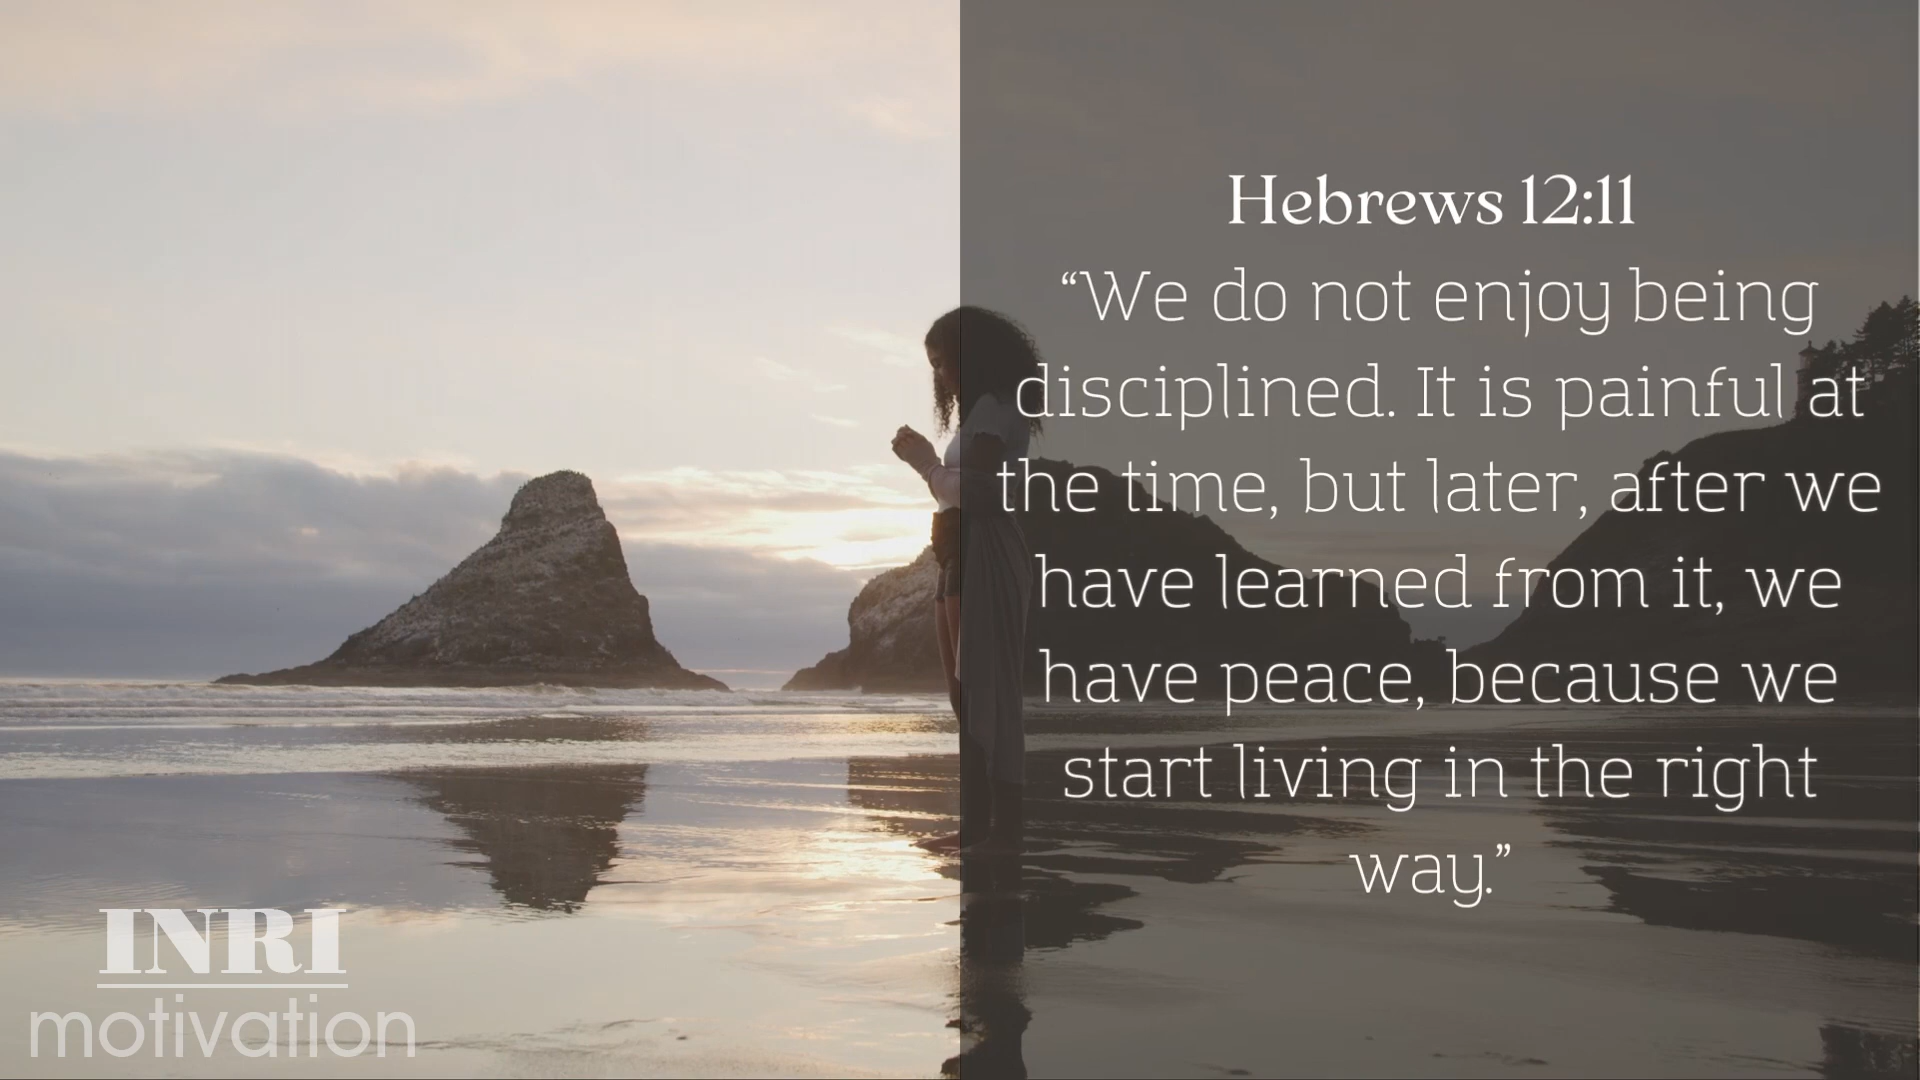 Hebrews 12:11
“We do not enjoy being
disciplined. It is painful at
the time, but later, after we
have learned from it, we
have peace, because we
start living in the right
way.”
INRI
motivation